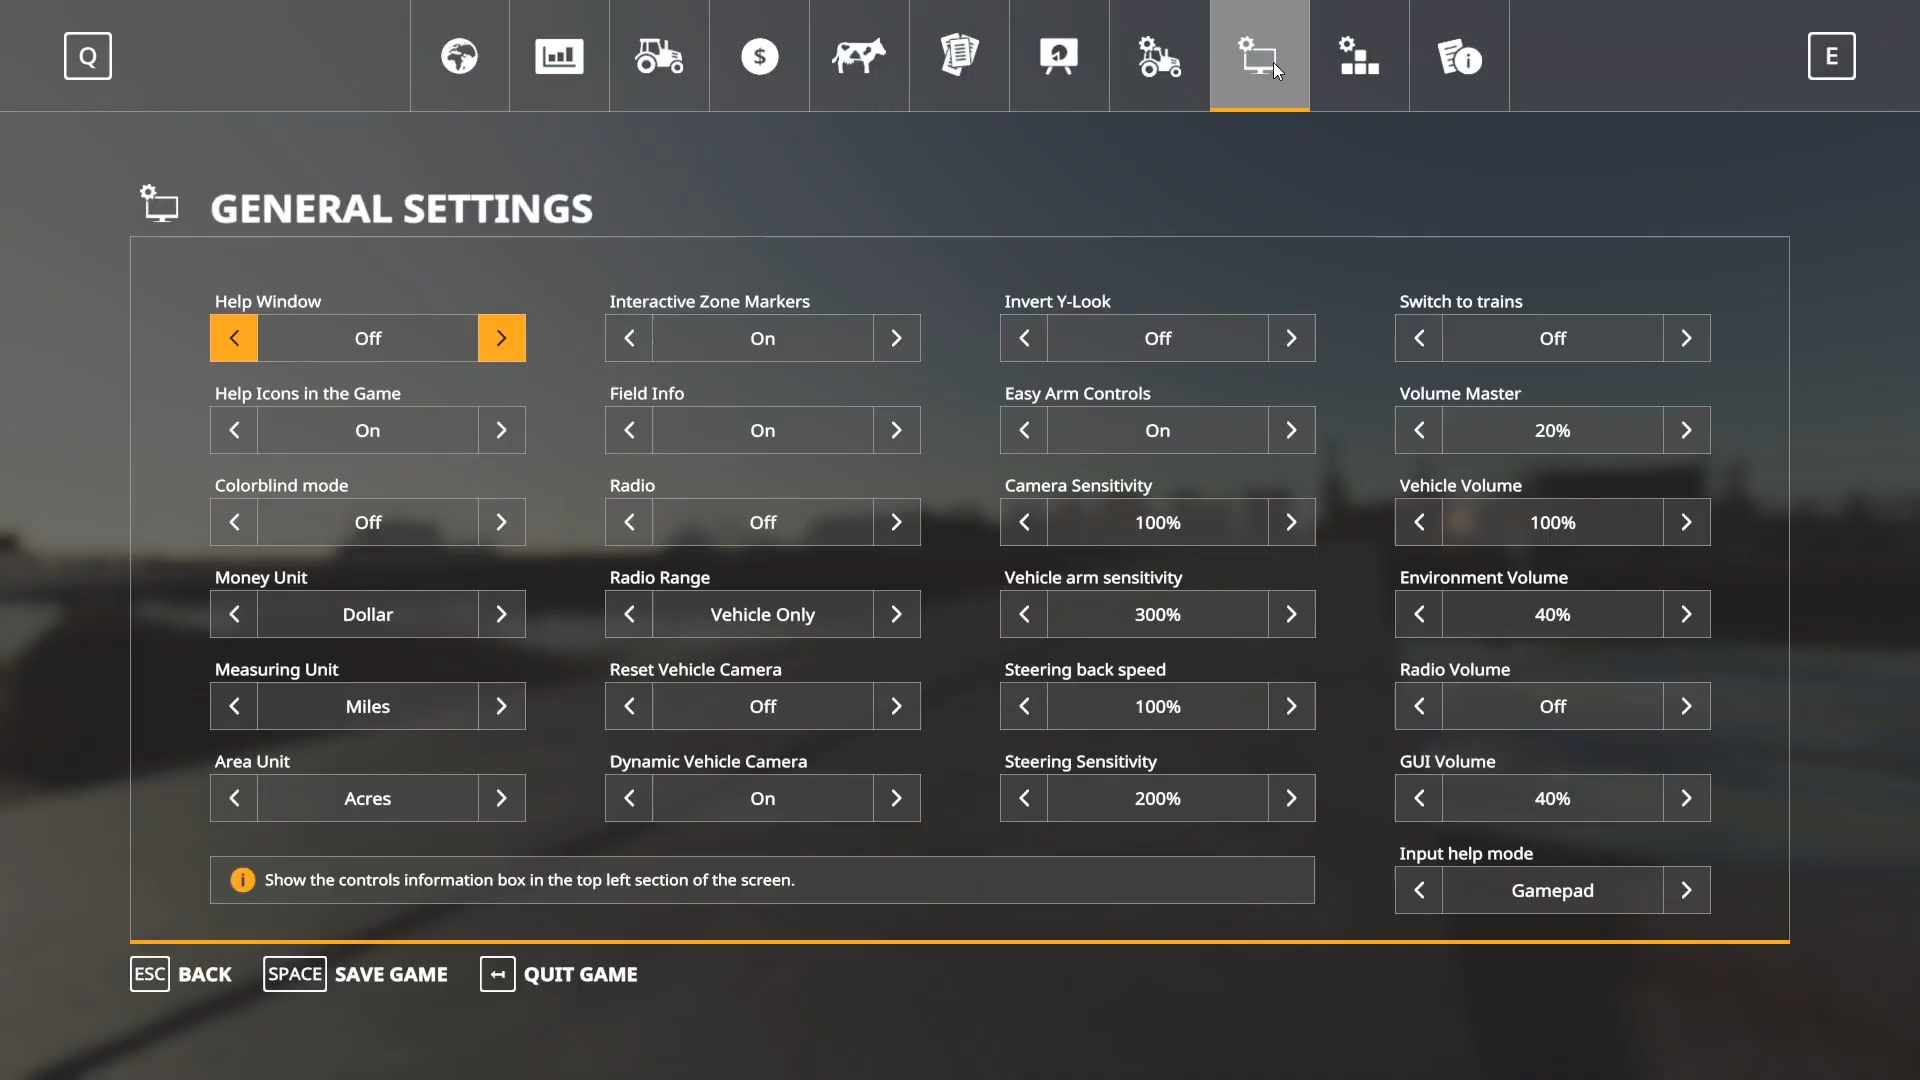 Q
$
E
GENERAL SETTINGS
Help Window
Off
Help Icons in the Game
On
Colorblind mode
Off
Money Unit
Dollar
Measuring Unit
Miles
Area Unit
Acres
Interactive Zone Markers
On
Field Info
On
Radio
Off
Radio Range
Vehicle Only
Reset Vehicle Camera
Off
Dynamic Vehicle Camera
On
Invert Y-Look
Off
Easy Arm Controls
On
Camera Sensitivity
100%
Vehicle arm sensitivity
300%
Steering back speed
100%
Steering Sensitivity
200%
Switch to trains
Off
Volume Master
20%
Vehicle Volume
100%
Environment Volume
40%
Radio Volume
Off
GUI Volume
40%
Input help mode
Gamepad
i Show the controls information box in the top left section of the screen.
ESC BACK SPACE SAVE GAME ↤ QUIT GAME